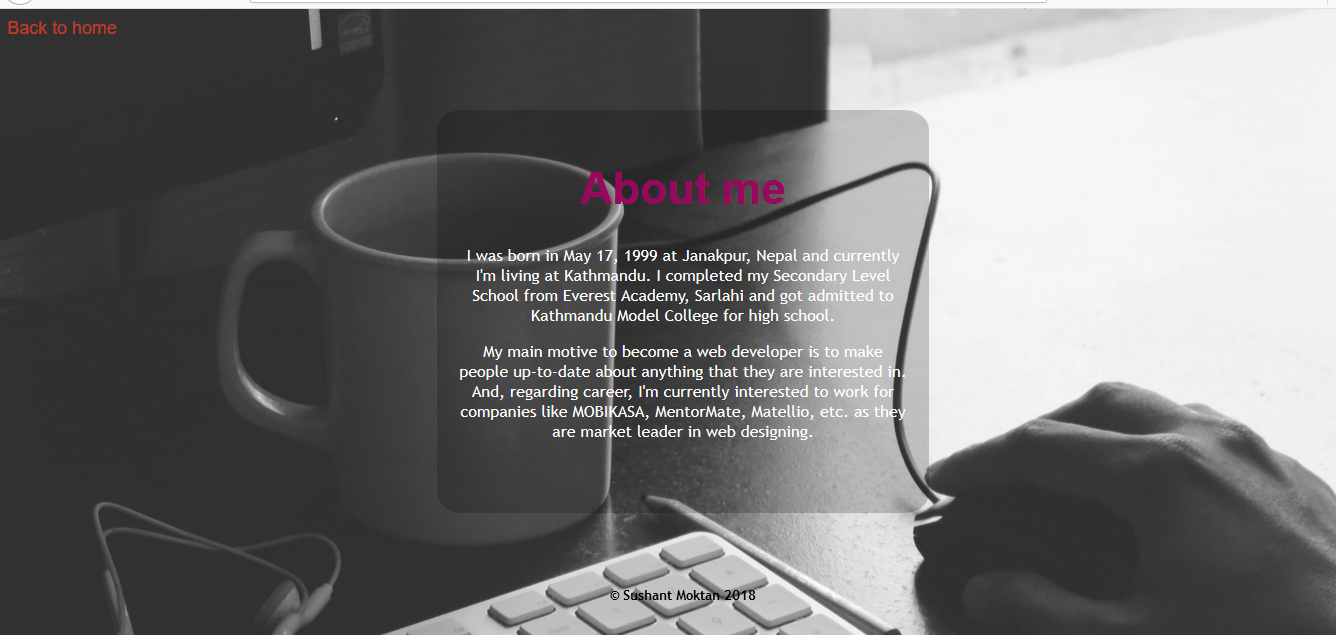 Back to home
About me
I was born in May 17, 1999 at Janakpur, Nepal and currently
I'm living at Kathmandu. I completed my Secondary Level
School from Everest Academy, Sarlahi and got admitted to
Kathmandu Model College for high school.
My main motive to become a web developer is to make
people up-to-date about anything that they are interested in.
And, regarding career, I'm currently interested to work for
companies like MOBIKASA, MentorMate, Matellio, etc. as they
are market leader in web designing.
© Sushant Moktan 2018